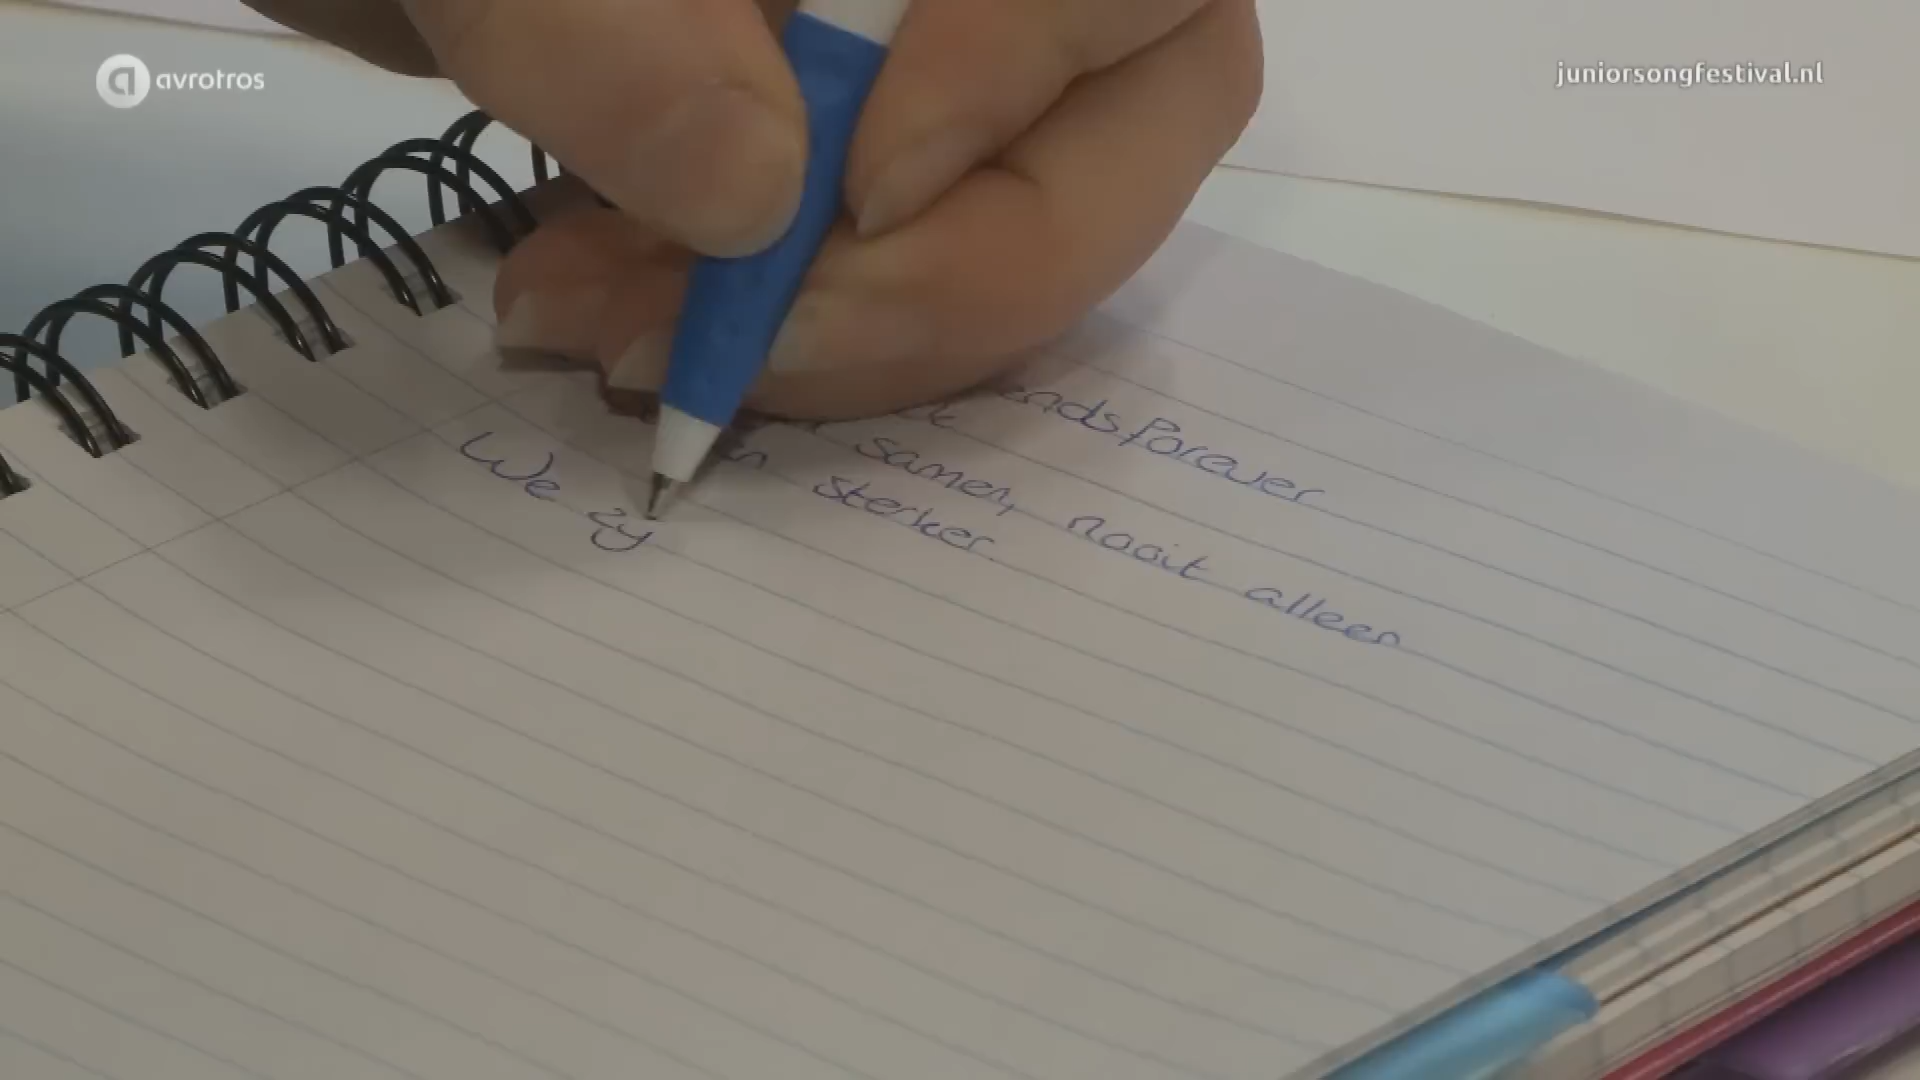 avrotros
juniorsongfestival.nl
ends forever
samen, nooit alleen
sterker.
We zy